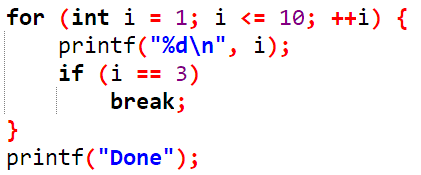 for (int i = 1; i <= 10; ++i) {
    printf("%d\n", i);
    if (i == 3)
        break;
}
printf("Done");